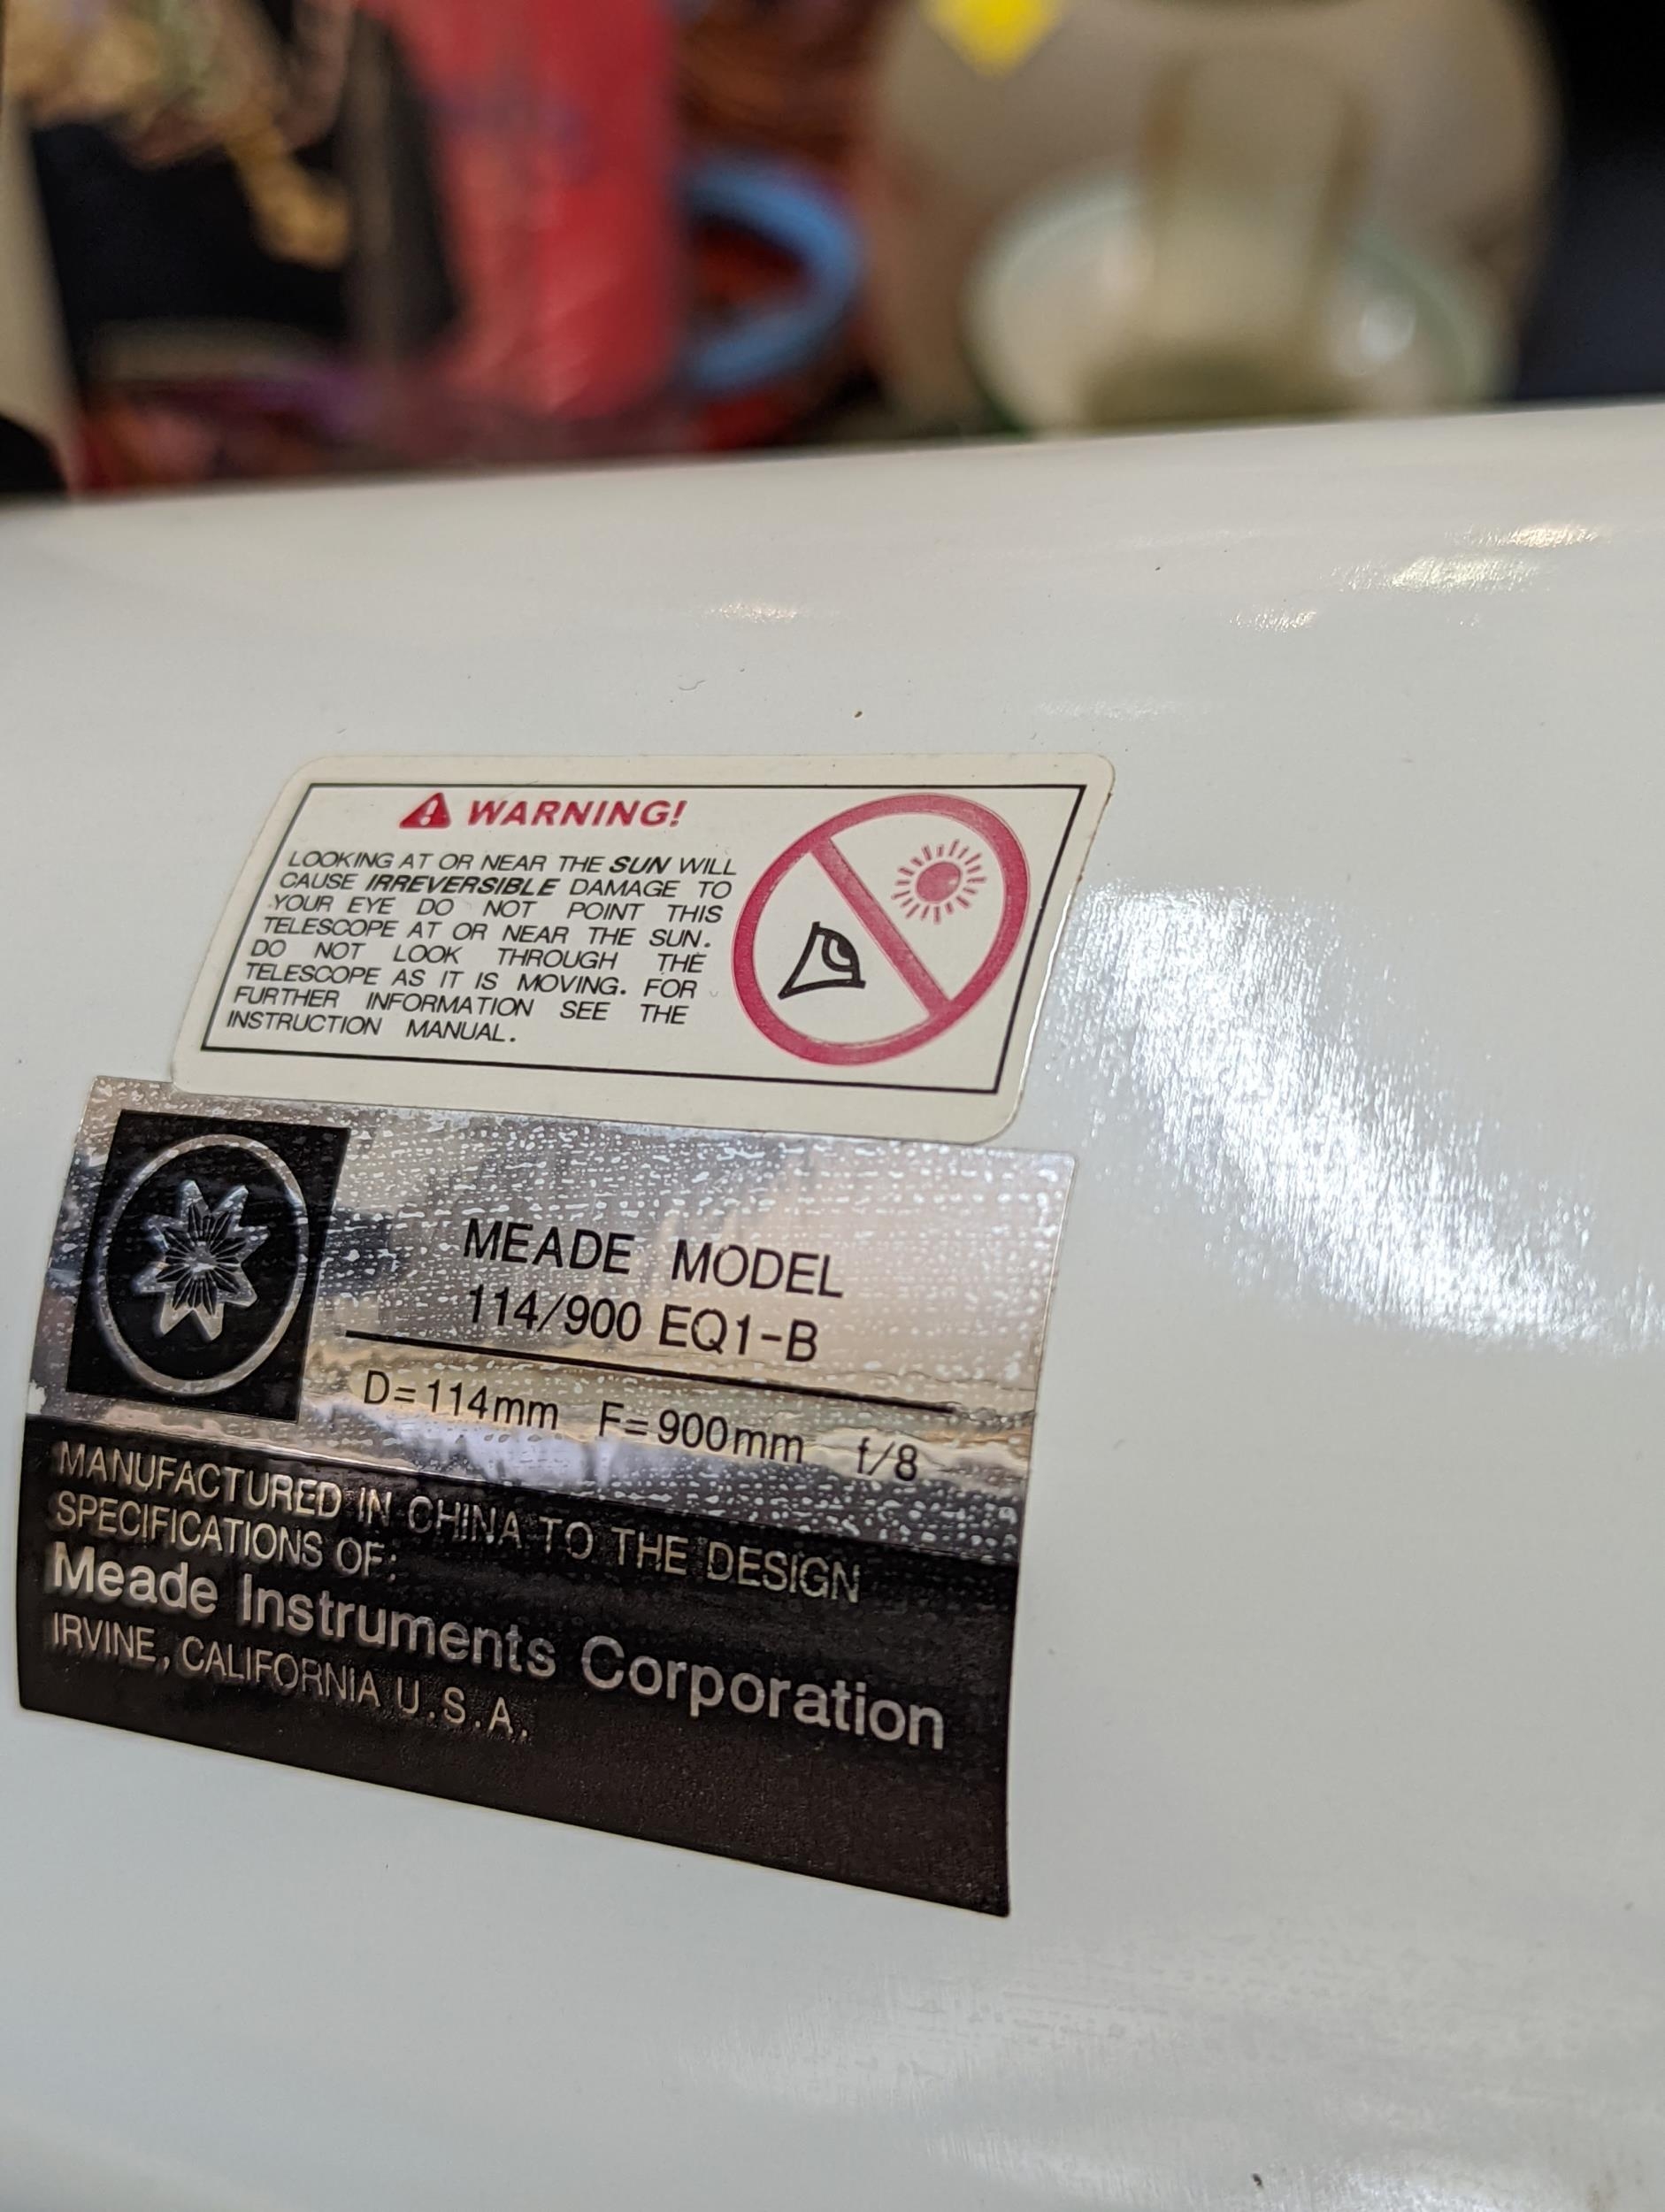 WARNING!
LOOKING AT OR NEAR THE SUN WILL
CAUSE IRREVERSIBLE DAMAGE TO
YOUR EYE DO NOT POINT THIS
TELESCOPE AT OR NEAR THE SUN.
DO NOT LOOK THROUGH THE
TELESCOPE AS IT IS MOVING. FOR
FURTHER INFORMATION SEE THE
INSTRUCTION MANUAL.
MEADE MODEL
114/900 EQ1-B
D=114mm F=900mm f/8
MANUFACTURED IN CHINA TO THE DESIGN
SPECIFICATIONS OF:
Meade Instruments Corporation
IRVINE, CALIFORNIA U.S.A.